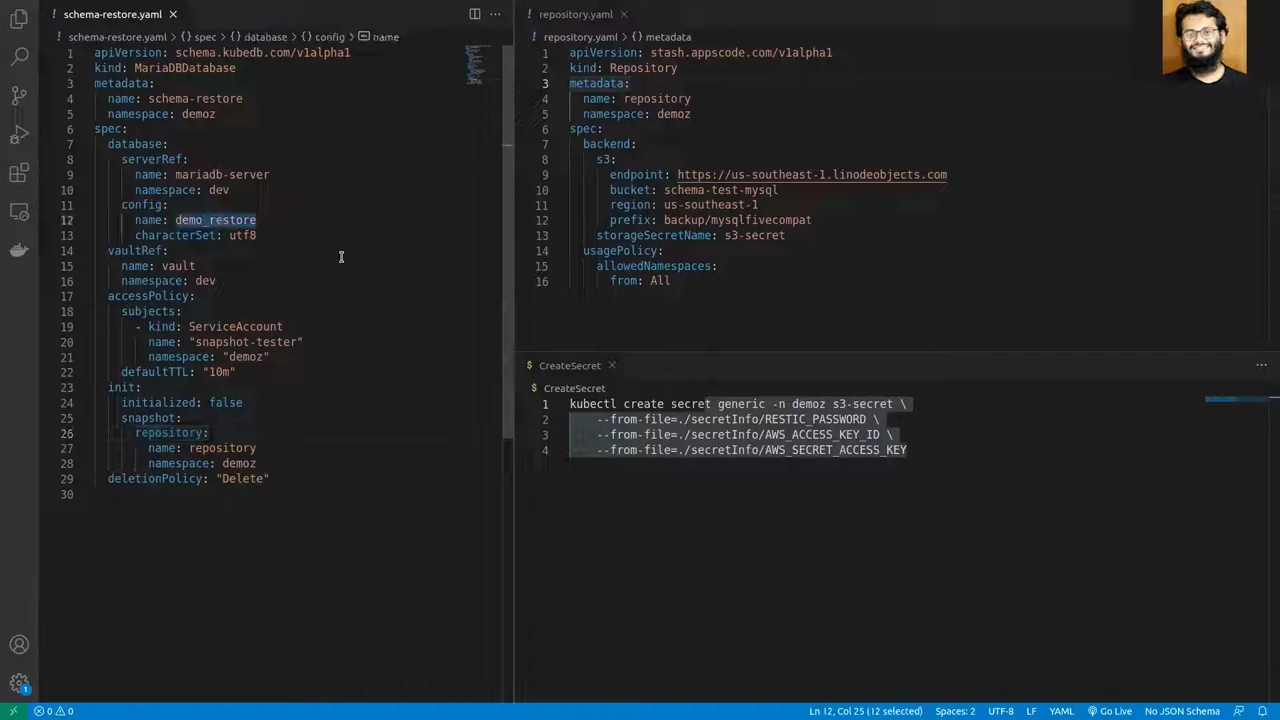 schema-restore.yaml
schema-restore.yaml > spec > database > config > name
1 apiVersion: schema.kubedb.com/v1alpha1
2 kind: MariaDBDatabase
3 metadata:
4 name: schema-restore
5 namespace: demoz
6 spec:
7 database:
8 serverRef:
9 name: mariadb-server
10 namespace: dev
11 config:
12 name: demo_restore
13 characterSet: utf8
14 vaultRef:
15 name: vault
16 namespace: dev
17 accessPolicy:
18 subjects:
19 - kind: ServiceAccount
20 name: "snapshot-tester"
21 namespace: "demoz"
22 defaultTTL: "10m"
23 init:
24 initialized: false
25 snapshot:
26 repository:
27 name: repository
28 namespace: demoz
29 deletionPolicy: "Delete"
30
repository.yaml
repository.yaml > metadata
1 apiVersion: stash.appscode.com/v1alpha1
2 kind: Repository
3 metadata:
4 name: repository
5 namespace: demoz
6 spec:
7 backend:
8 s3:
9 endpoint: https://us-southeast-1.linodeobjects.com
10 bucket: schema-test-mysql
11 region: us-southeast-1
12 prefix: backup/mysqlfivecompat
13 storageSecretName: s3-secret
14 usagePolicy:
15 allowedNamespaces:
16 from: All
$ CreateSecret
$ CreateSecret
1 kubectl create secret generic -n demoz s3-secret \
2 --from-file=./secretInfo/RESTIC_PASSWORD \
3 --from-file=./secretInfo/AWS_ACCESS_KEY_ID \
4 --from-file=./secretInfo/AWS_SECRET_ACCESS_KEY
1
0 0 Ln 12, Col 25 (12 selected) Spaces: 2 UTF-8 LF YAML Go Live No JSON Schema